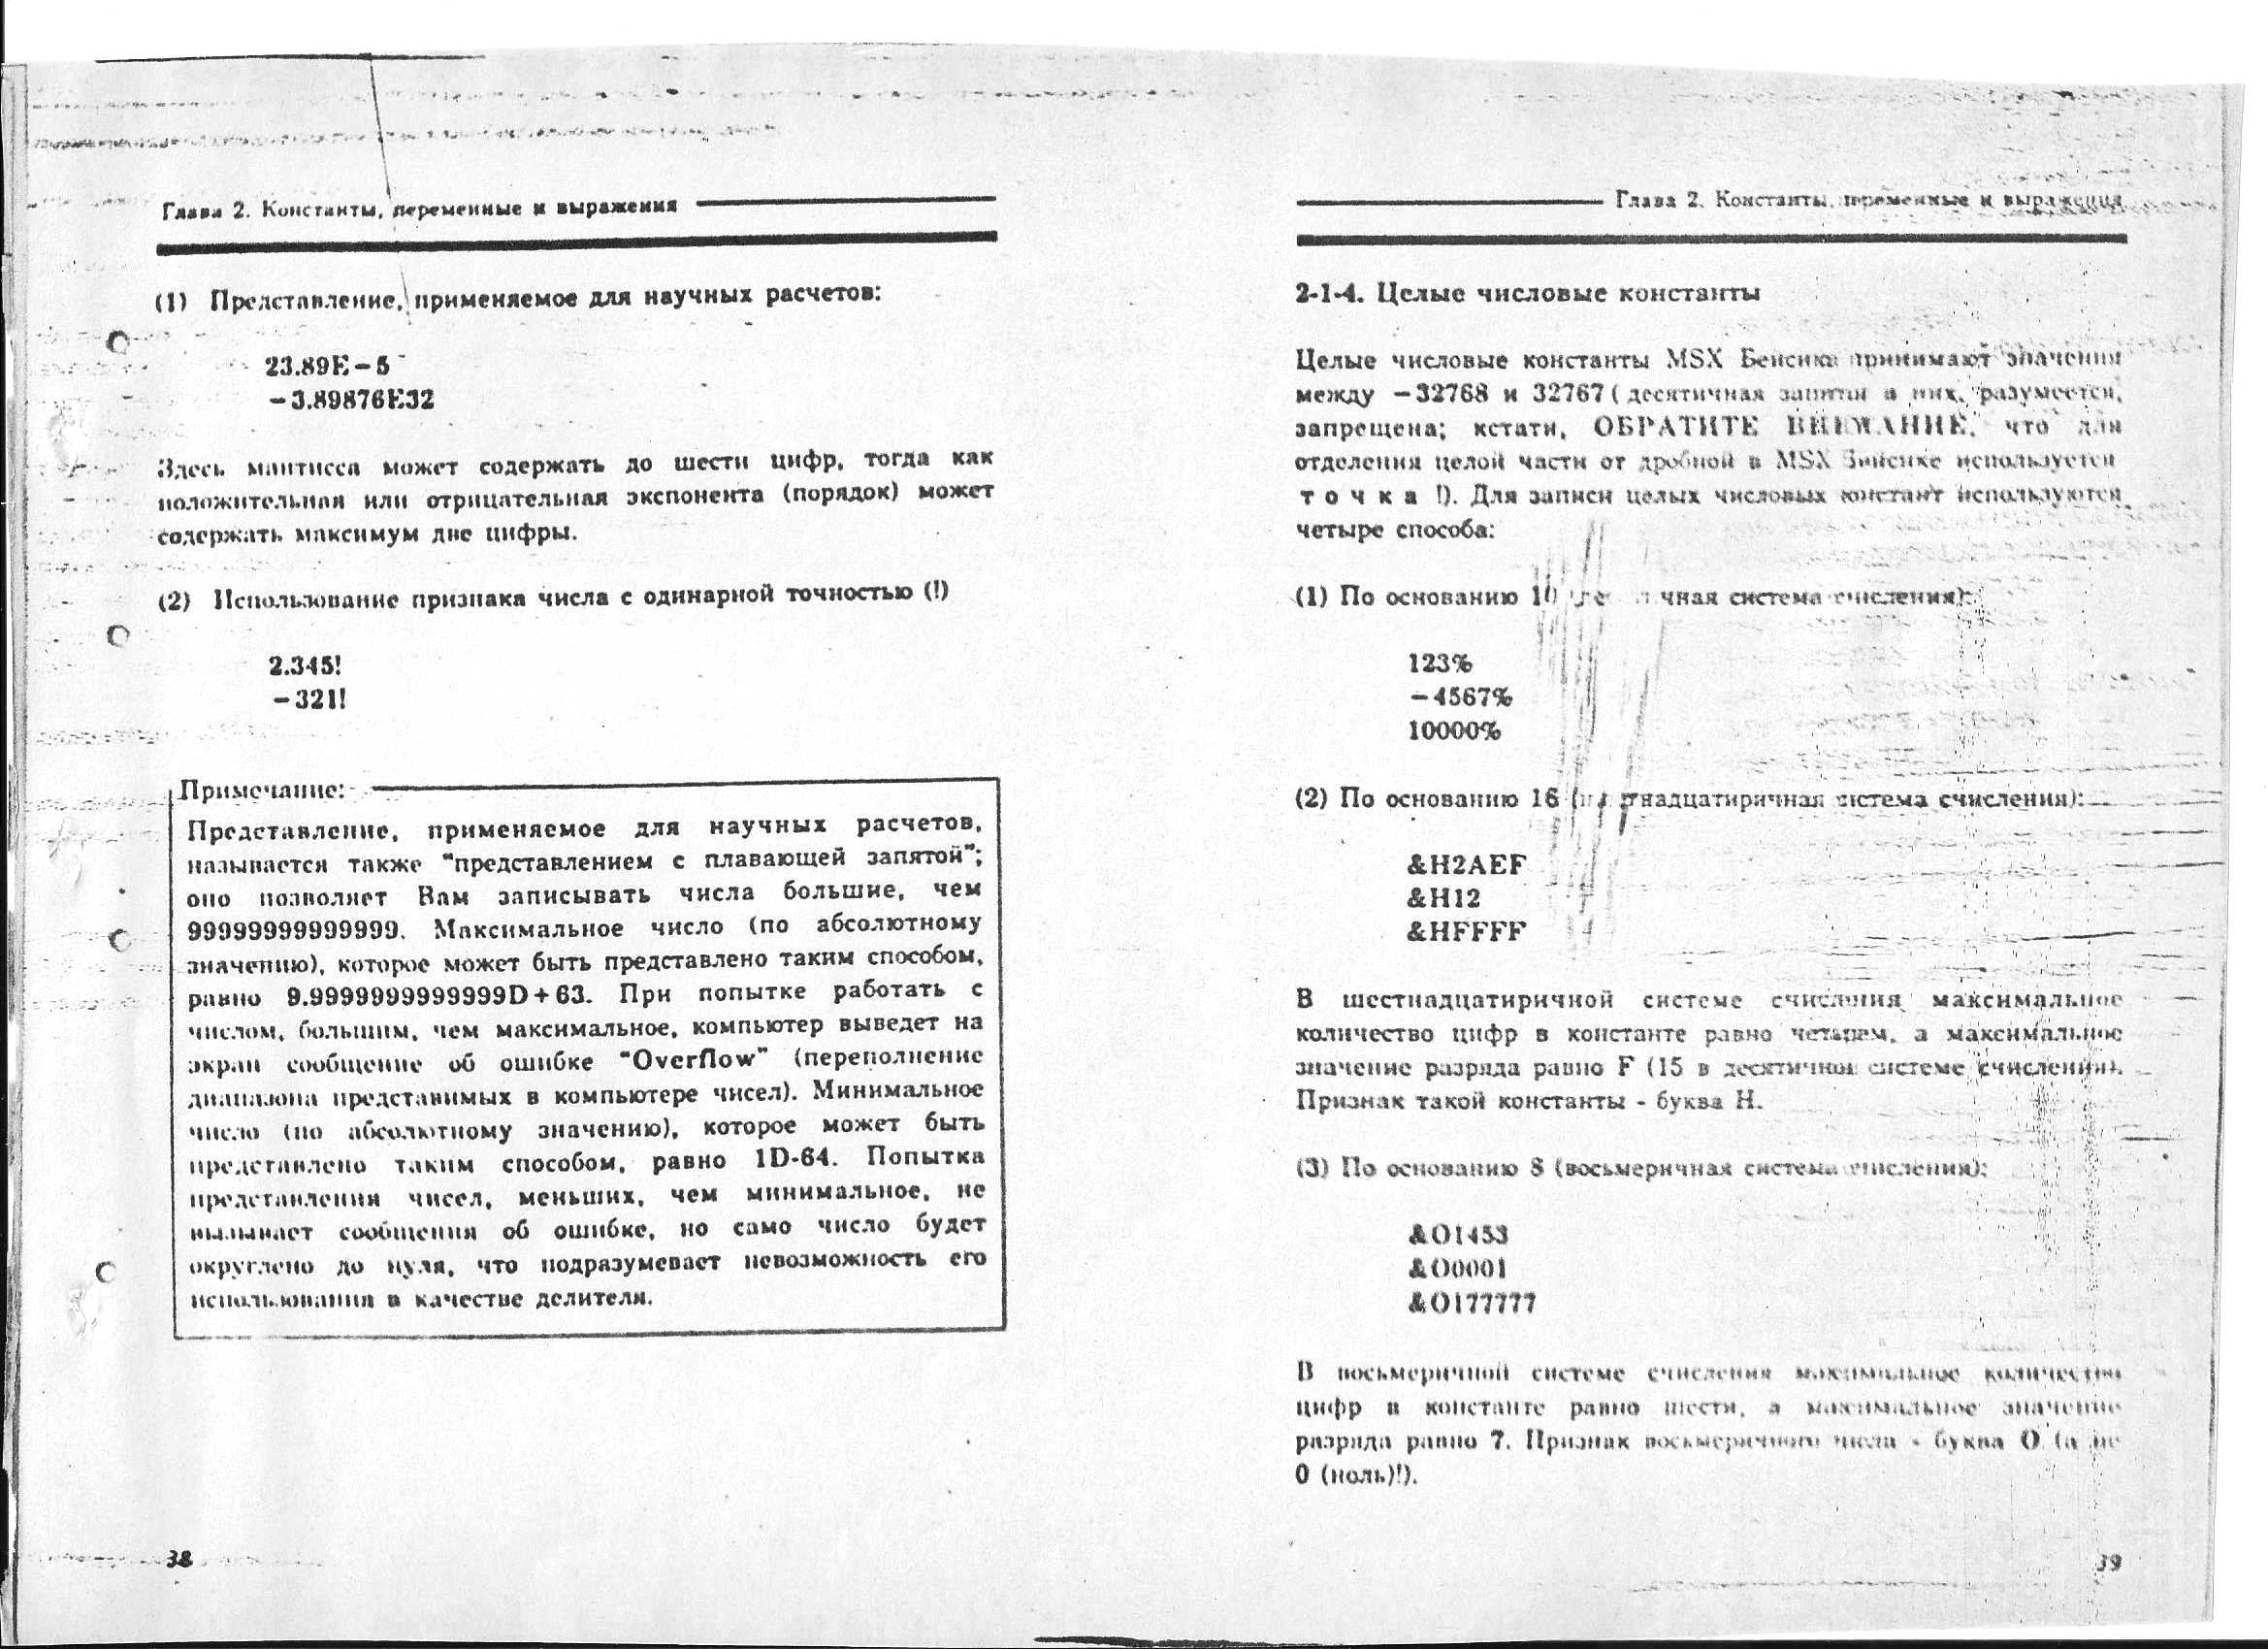 Глава 2. Константы, переменные и выражения
(1) Представление, применяемое для научных расчетов:
23.89E-5
-3.89876E32
Здесь мантисса может содержать до шести цифр, тогда как
положительная или отрицательная экспонента (порядок) может
содержать максимум две цифры.
(2) Использование признака числа с одинарной точностью (!)
2.345!
-321!
Примечание:
Представление, применяемое для научных расчетов,
называется также "представлением с плавающей запятой";
оно позволяет Вам записывать числа большие, чем
99999999999999. Максимальное число (по абсолютному
значению), которое может быть представлено таким способом,
равно 9.9999999999999D+63. При попытке работать с
числом, большим, чем максимальное, компьютер выведет на
экран сообщение об ошибке "Overflow" (переполнение
диапазона представимых в компьютере чисел). Минимальное
число (по абсолютному значению), которое может быть
представлено таким способом, равно 1D-64. Попытка
представления чисел, меньших, чем минимальное, не
вызывает сообщения об ошибке, но само число будет
округлено до нуля, что подразумевает невозможность его
использования в качестве делителя.
38
Глава 2. Константы, переменные и выражения
2-1-4. Целые числовые константы
Целые числовые константы MSX Бейсика принимают значения
между -32768 и 32767 ( десятичная запятая в них, разумеется,
запрещена; кстати, ОБРАТИТЕ ВНИМАНИЕ, что для
отделения целой части от дробной в MSX Бейсике используется
т о ч к а !). Для записи целых числовых констант используются
четыре способа:
(1) По основанию 10 система счисления):
123%
-4567%
10000%
(2) По основанию 16 система счисления):
&H2AEF
&H12
&HFFFF
В шестнадцатиричной системе счисления максимальное
количество цифр в константе равно четырем, а максимальное
значение разряда равно F (15 в десятичной системе счисления).
Признак такой константы - буква H.
(3) По основанию 8 (восьмеричная система счисления):
&O1453
&O0001
&O177777
В восьмеричной системе счисления максимальное количество
цифр в константе равно шести, а максимальное значение
разряда равно 7. Признак восьмеричного числа - буква O (а не
0 (ноль)!).
39